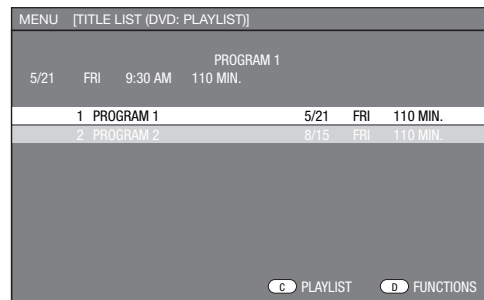 MENU [TITLE LIST (DVD: PLAYLIST)]
PROGRAM 1
5/21 FRI 9:30 AM 110 MIN.
1 PROGRAM 1 5/21 FRI 110 MIN.
2 PROGRAM 2 8/15 FRI 110 MIN.
C PLAYLIST D FUNCTIONS